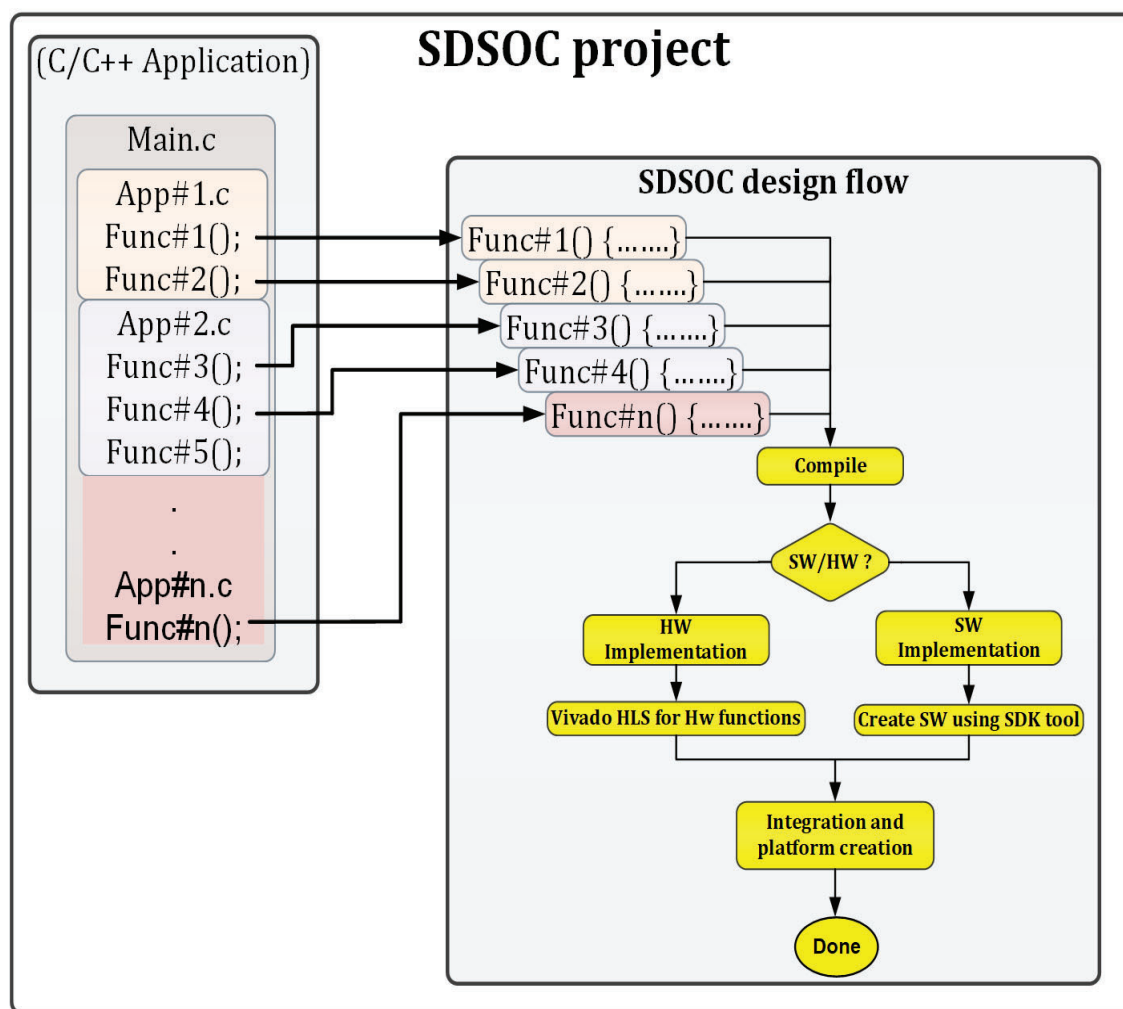 SDSOC project
(C/C++ Application)
Main.c
App#1.c
Func#1();
Func#2();
App#2.c
Func#3();
Func#4();
Func#5();
.
.
App#n.c
Func#n();
SDSOC design flow
Func#1() {.......}
Func#2() {.......}
Func#3() {.......}
Func#4() {.......}
Func#n() {.......}
Compile
SW/HW ?
HW
Implementation
SW
Implementation
Vivado HLS for Hw functions
Create SW using SDK tool
Integration and
platform creation
Done